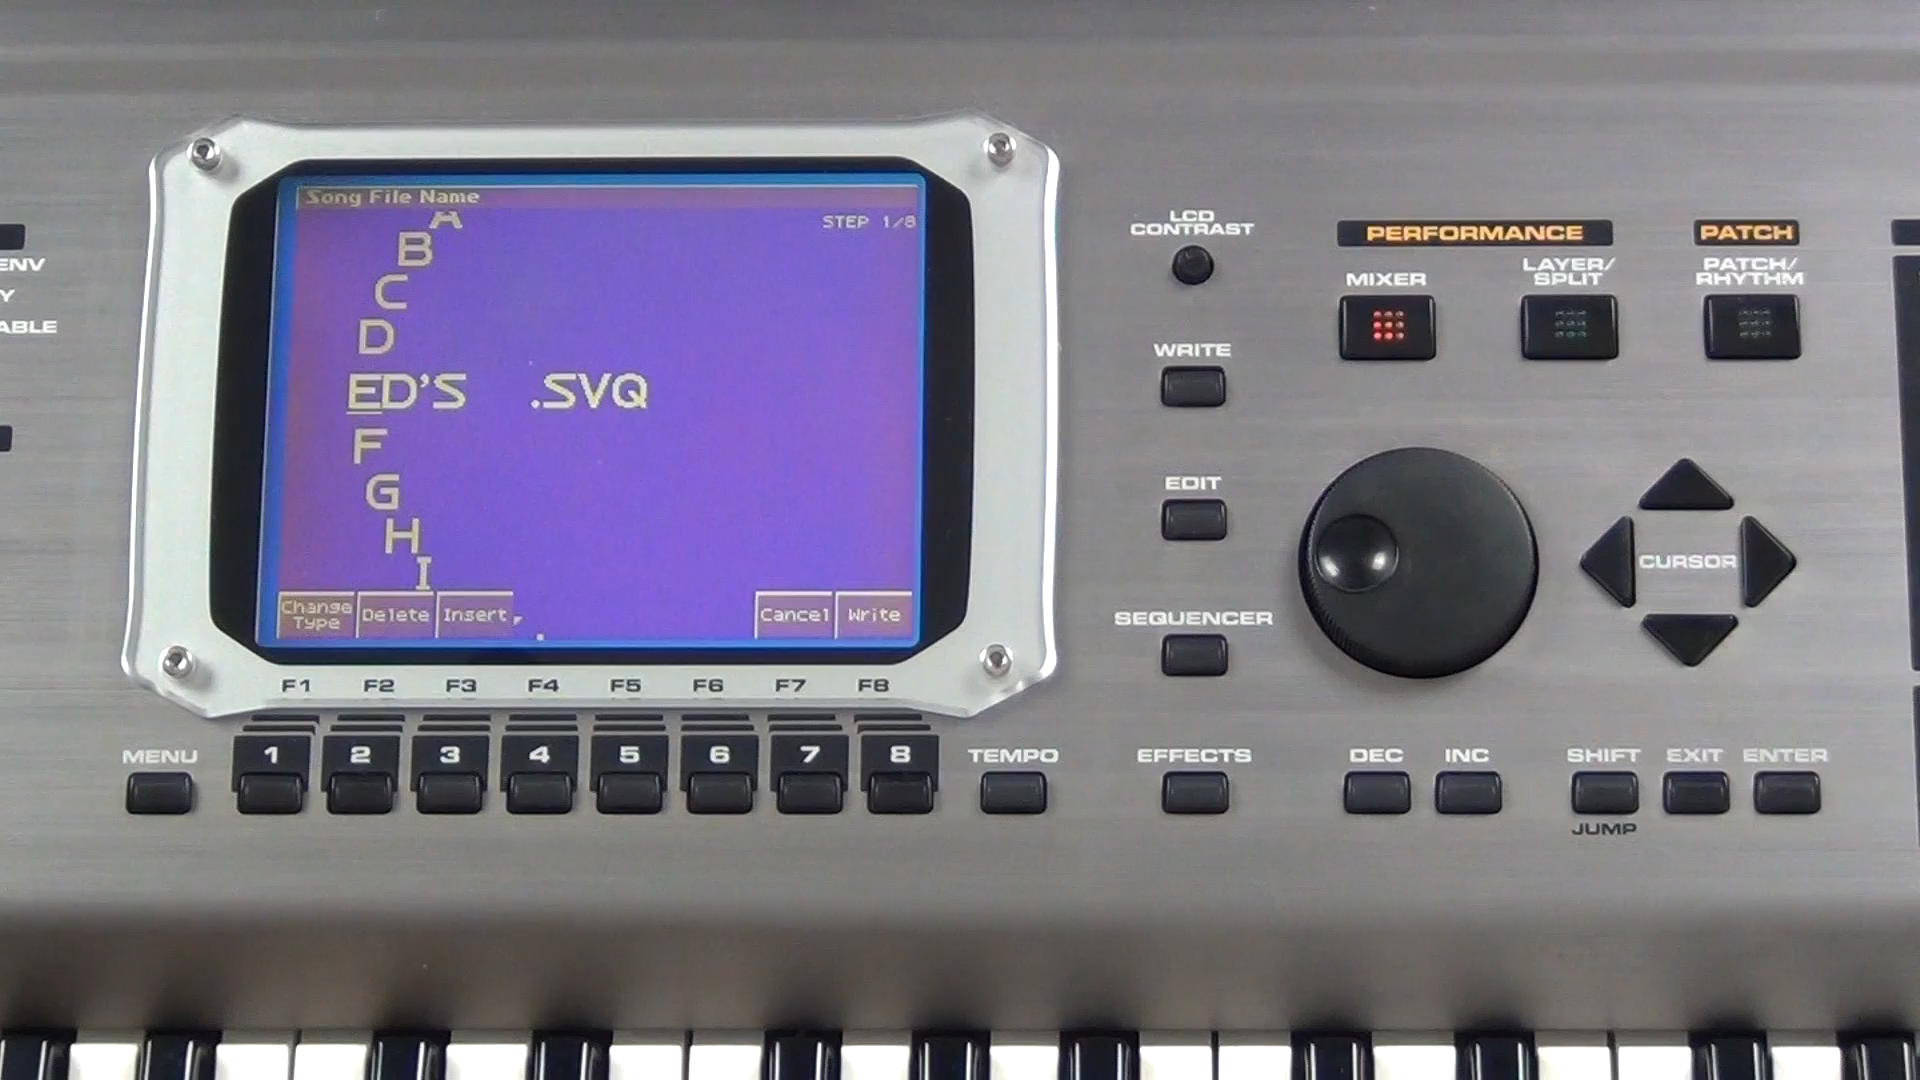 Song File Name
STEP 1/8
A
B
C
D
ED'S .SVQ
F
G
H
I
Change Type
Delete
Insert
Cancel
Write
F1 F2 F3 F4 F5 F6 F7 F8
MENU
1 2 3 4 5 6 7 8
TEMPO
ENV
Y
ABLE
LCD
CONTRAST
WRITE
EDIT
SEQUENCER
EFFECTS
PERFORMANCE
MIXER
LAYER/
SPLIT
PATCH
PATCH/
RHYTHM
CURSOR
DEC
INC
SHIFT
JUMP
EXIT
ENTER